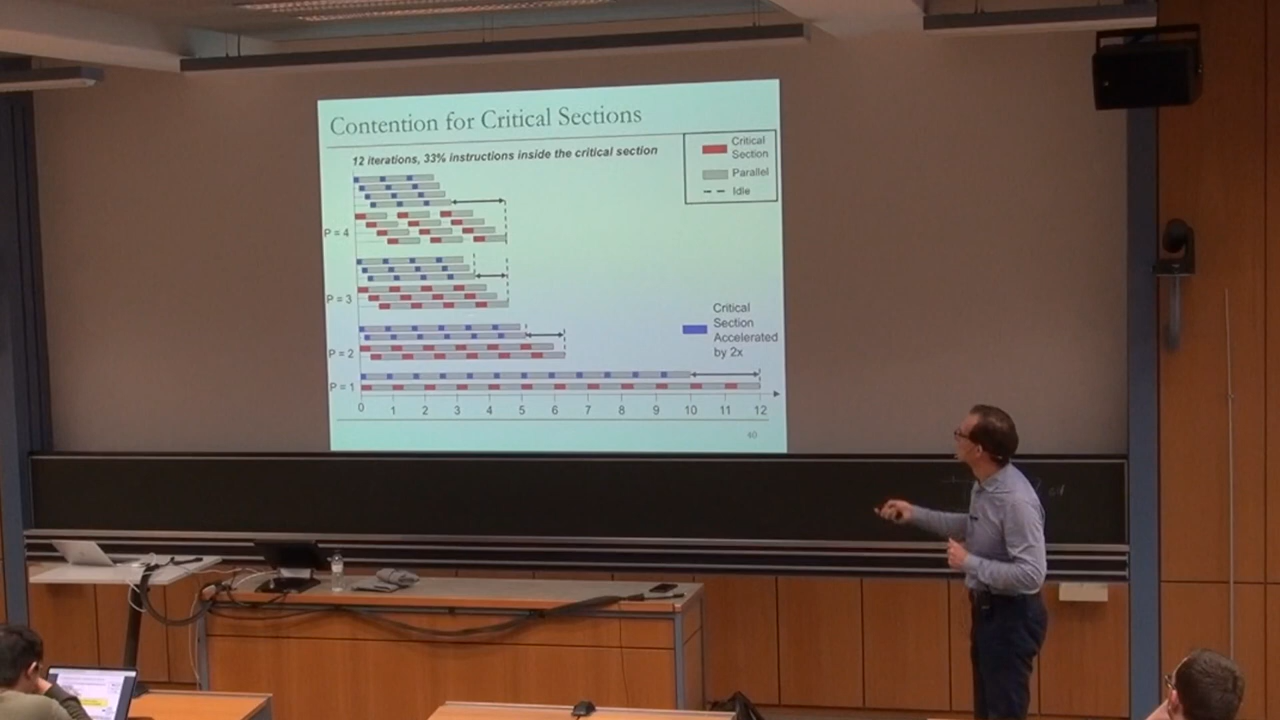 Contention for Critical Sections
12 iterations, 33% instructions inside the critical section
Critical
Section
Parallel
Idle
P = 4
P = 3
Critical
Section
Accelerated
by 2x
P = 2
P = 1
0 1 2 3 4 5 6 7 8 9 10 11 12
40